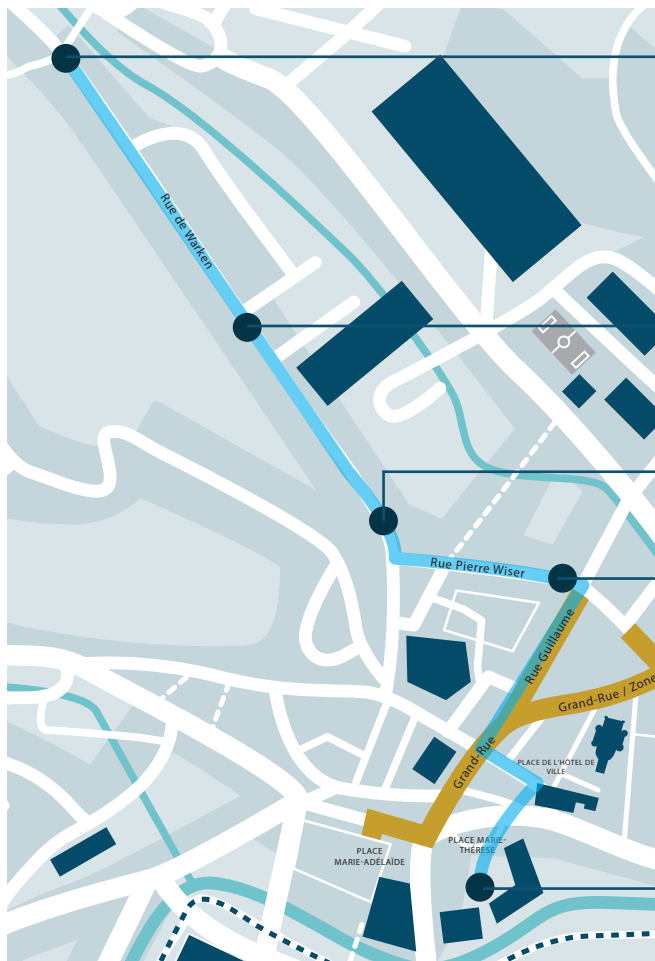 Rue de Warken
Rue Pierre Wiser
Rue Guillaume
Grand-Rue / Zone
Grand-Rue
PLACE DE L'HÔTEL DE
VILLE
PLACE MARIE-
THÉRÈSE
PLACE
MARIE-ADÉLAÏDE